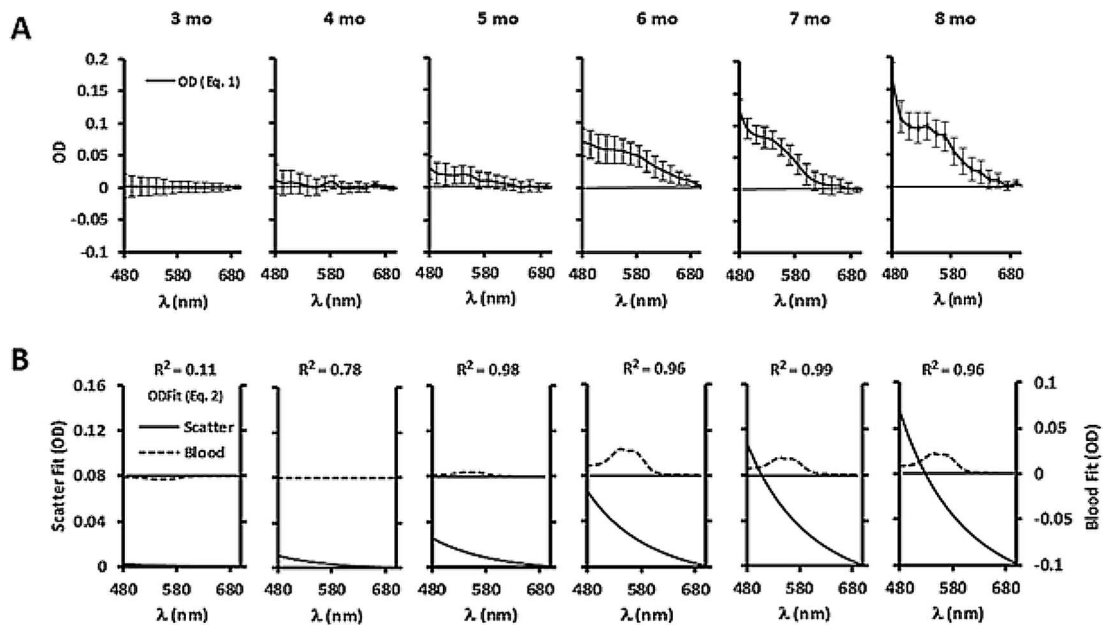 A
3 mo 4 mo 5 mo 6 mo 7 mo 8 mo
0.2
0.15
0.1
0.05
0
-0.05
-0.1
OD
OD (Eq. 1)
480 580 680 480 580 680 480 580 680 480 580 680 480 580 680 480 580 680
λ (nm) λ (nm) λ (nm) λ (nm) λ (nm) λ (nm)
B
R² = 0.11 R² = 0.78 R² = 0.98 R² = 0.96 R² = 0.99 R² = 0.96
0.16
0.12
0.08
0.04
0
Scatter Fit (OD)
ODFit (Eq. 2)
Scatter
Blood
0.1
0.05
0
-0.05
-0.1
Blood Fit (OD)
480 580 680 480 580 680 480 580 680 480 580 680 480 580 680 480 580 680
λ (nm) λ (nm) λ (nm) λ (nm) λ (nm) λ (nm)